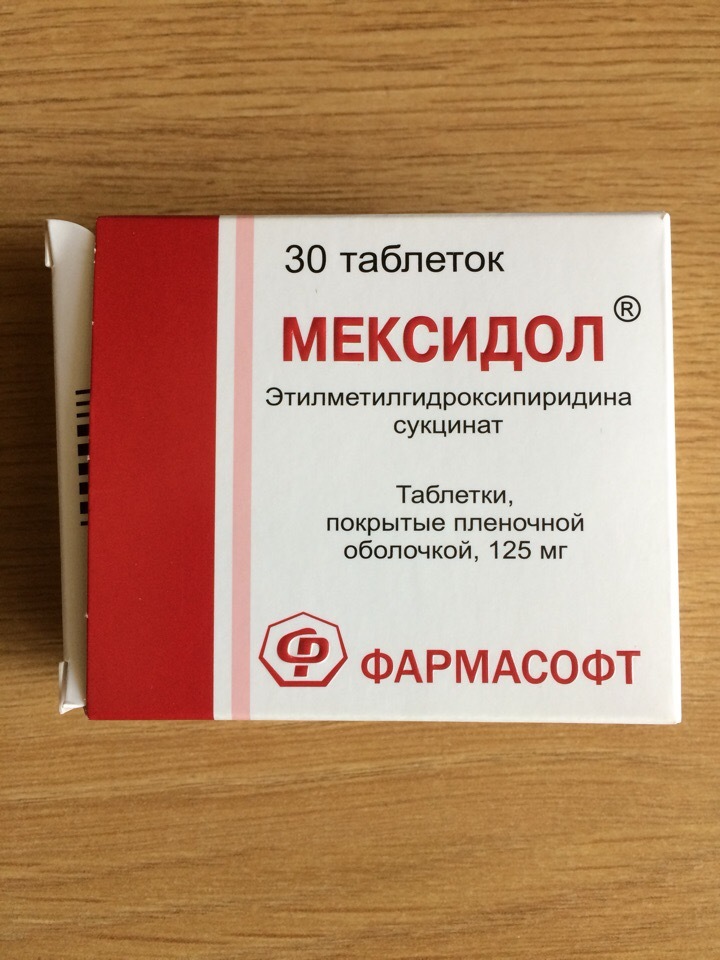 30 таблеток
МЕКСИДОЛ®
Этилметилгидроксипиридина
сукцинат
Таблетки,
покрытые пленочной
оболочкой, 125 мг
ФАРМАСОФТ